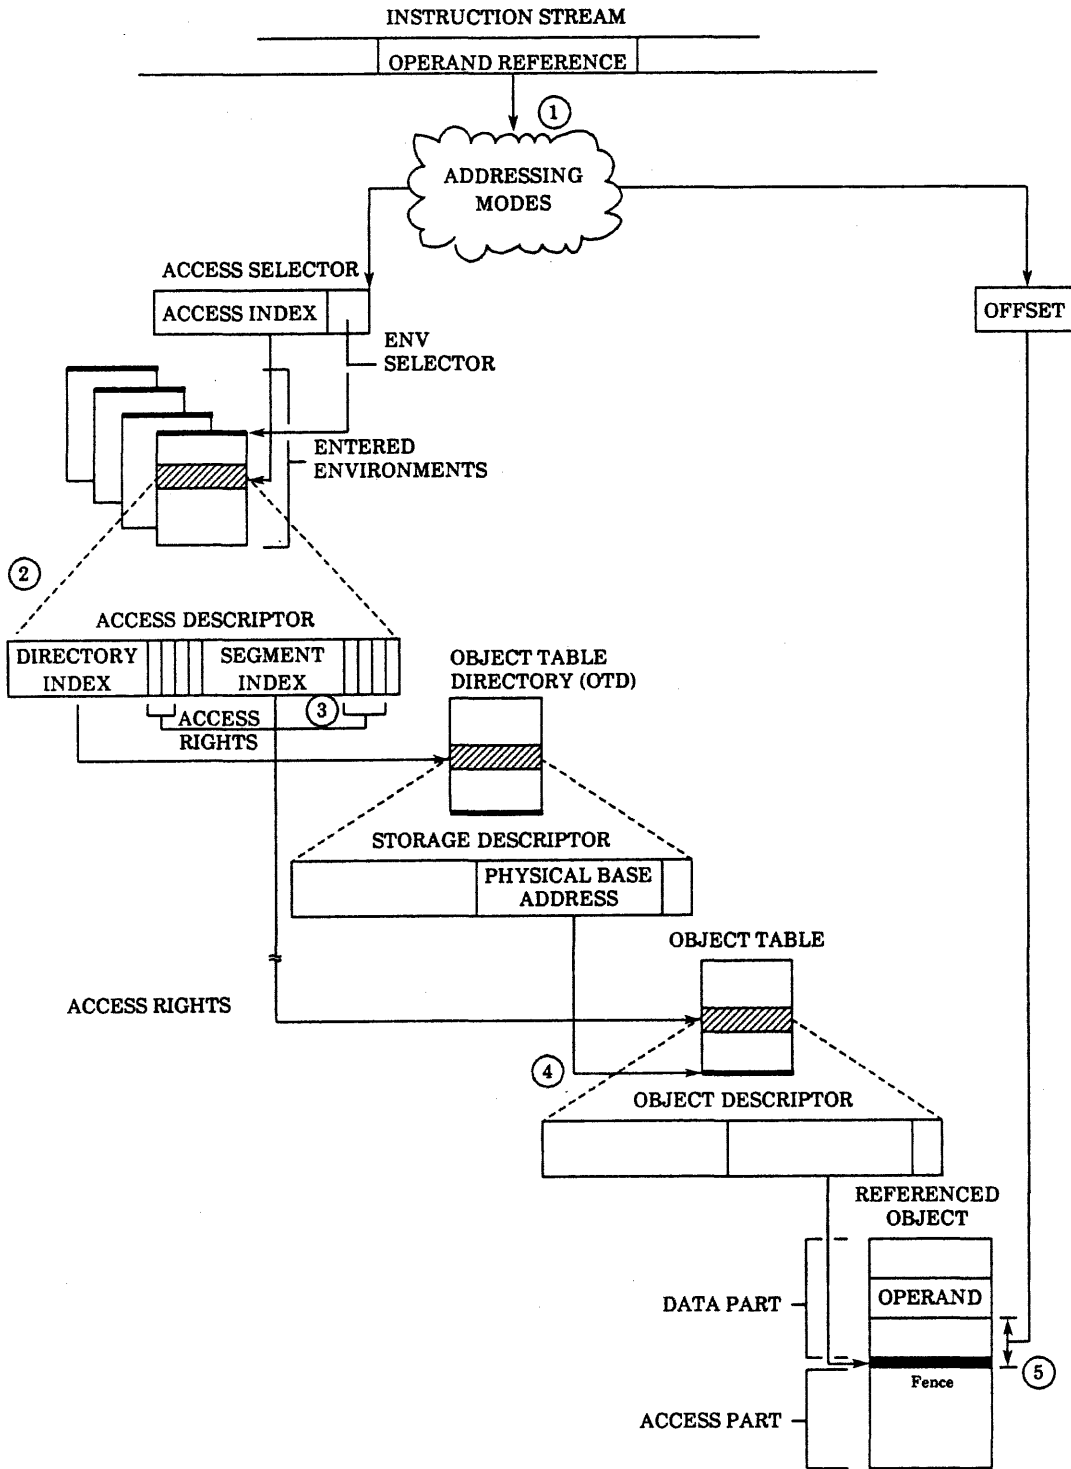 INSTRUCTION STREAM
OPERAND REFERENCE
1
ADDRESSING
MODES
ACCESS SELECTOR
ACCESS INDEX
OFFSET
ENV
SELECTOR
ENTERED
ENVIRONMENTS
2
ACCESS DESCRIPTOR
DIRECTORY
INDEX
SEGMENT
INDEX
OBJECT TABLE
DIRECTORY (OTD)
3
ACCESS
RIGHTS
STORAGE DESCRIPTOR
PHYSICAL BASE
ADDRESS
OBJECT TABLE
ACCESS RIGHTS
4
OBJECT DESCRIPTOR
REFERENCED
OBJECT
DATA PART
OPERAND
5
Fence
ACCESS PART